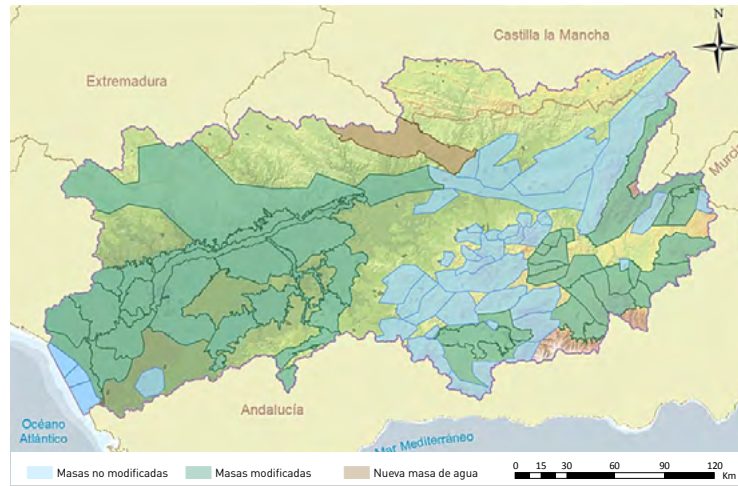 N
Castilla la Mancha
Extremadura
Murcia
Andalucía
Océano
Atlántico
Mar Mediterráneo
Masas no modificadas
Masas modificadas
Nueva masa de agua
0 15 30 60 90 120
Km